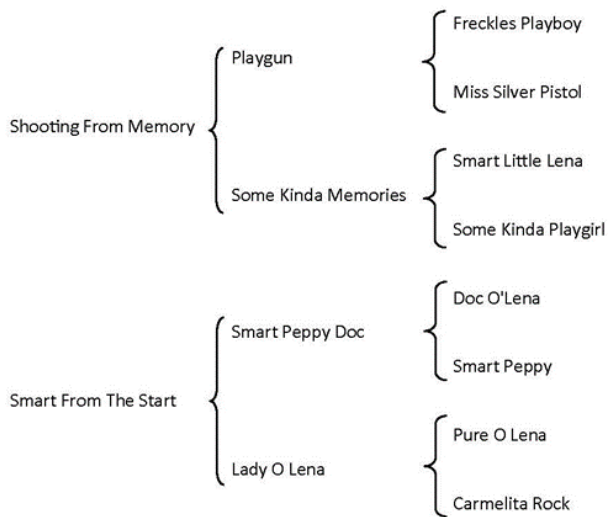 Freckles Playboy
Playgun
Miss Silver Pistol
Shooting From Memory
Smart Little Lena
Some Kinda Memories
Some Kinda Playgirl
Doc O'Lena
Smart Peppy Doc
Smart Peppy
Smart From The Start
Pure O Lena
Lady O Lena
Carmelita Rock